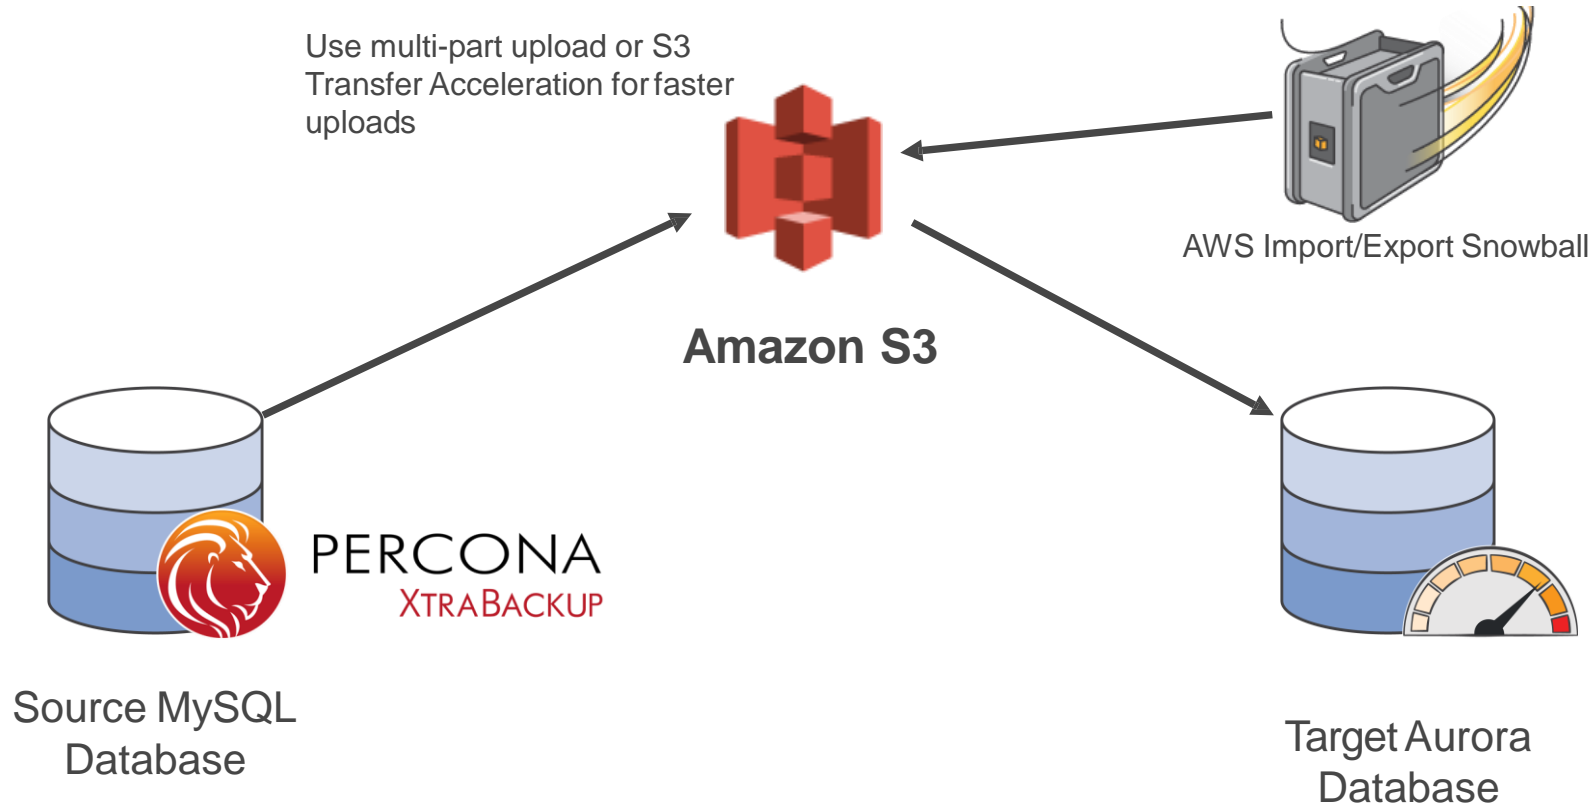 Use multi-part upload or S3
Transfer Acceleration for faster
uploads
AWS Import/Export Snowball
Amazon S3
PERCONA
XTRABACKUP
Source MySQL
Database
Target Aurora
Database